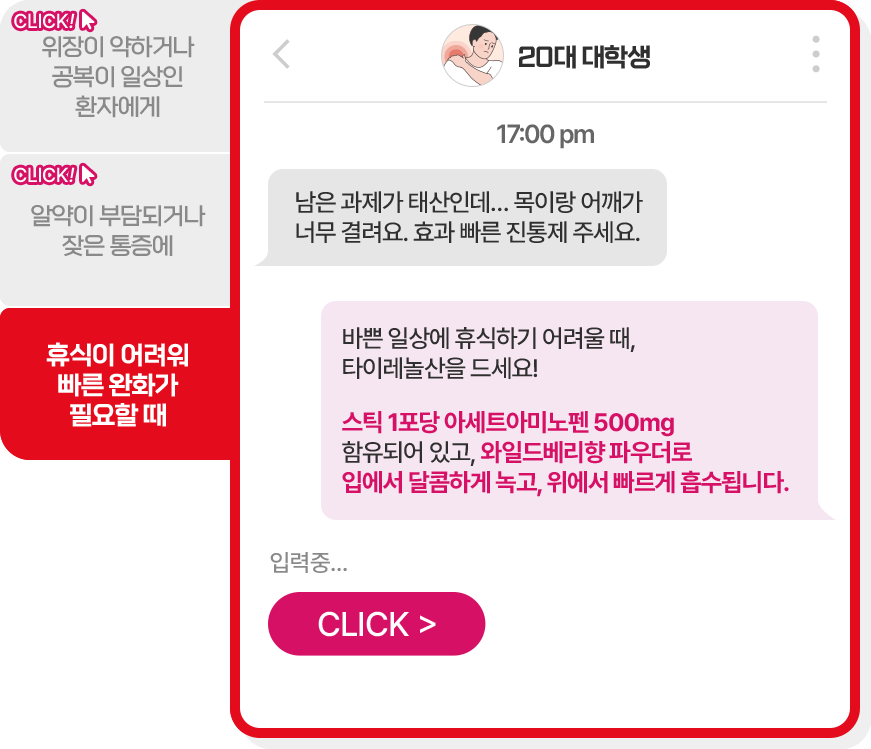 CLICK!
위장이 약하거나
공복이 일상인
환자에게
CLICK!
알약이 부담되거나
잦은 통증에
휴식이 어려워
빠른 완화가
필요할 때
20대 대학생
17:00 pm
남은 과제가 태산인데... 목이랑 어깨가
너무 결려요. 효과 빠른 진통제 주세요.
바쁜 일상에 휴식하기 어려울 때,
타이레놀산을 드세요!
스틱 1포당 아세트아미노펜 500mg
함유되어 있고, 와일드베리향 파우더로
입에서 달콤하게 녹고, 위에서 빠르게 흡수됩니다.
입력중...
CLICK >